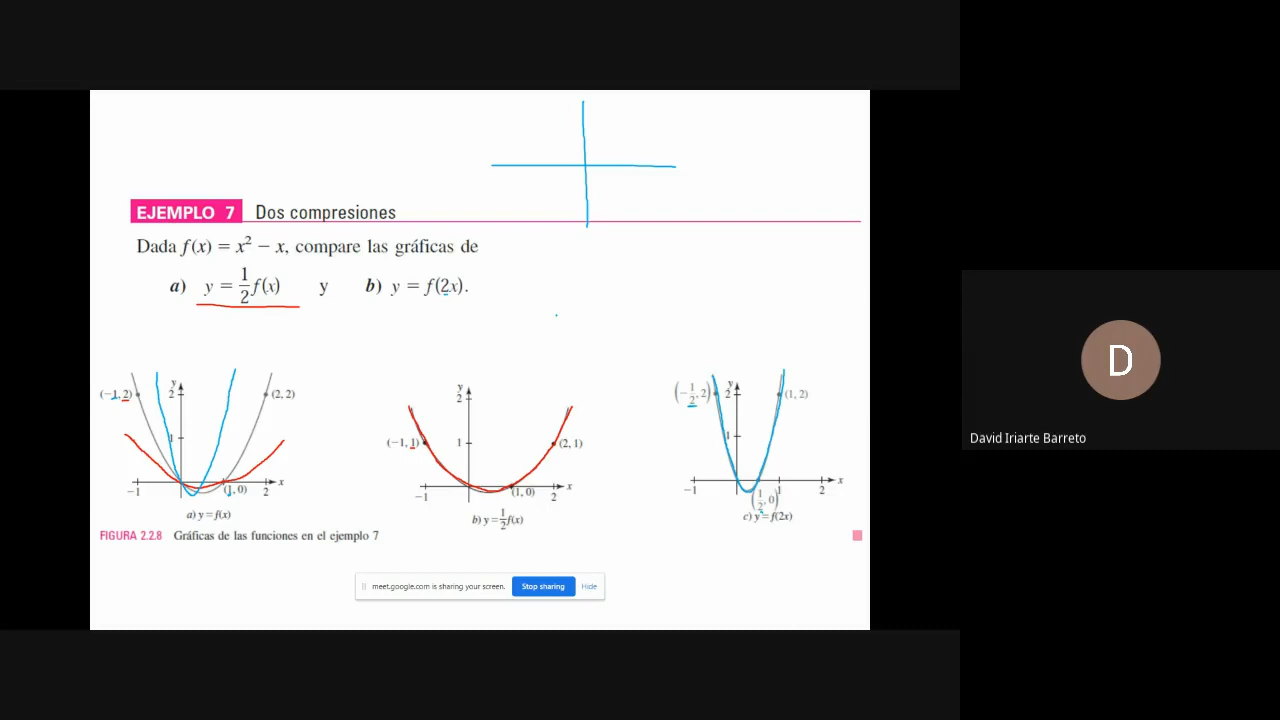 EJEMPLO 7 Dos compresiones
Dada f(x) = x² − x, compare las gráficas de
a) y = 1/2 f(x) y b) y = f(2x).
(−1, 2) y 2 (2, 2)
1
−1 (1, 0) 2 x
a) y = f(x)
y 2
(−1, 1) 1 (2, 1)
−1 (1, 0) 2 x
b) y = 1/2 f(x)
(−1/2, 2) y 2 (1, 2)
1
−1 1 2 x
(1/2, 0)
c) y = f(2x)
FIGURA 2.2.8 Gráficas de las funciones en el ejemplo 7
meet.google.com is sharing your screen. Stop sharing Hide
D
David Iriarte Barreto